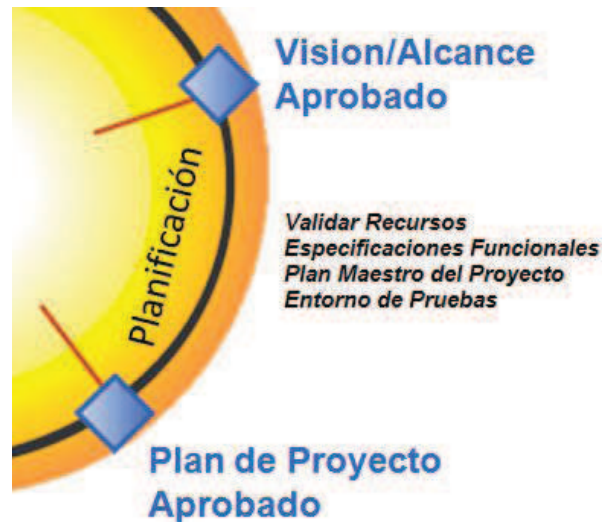 Vision/Alcance
Aprobado
Planificación
Validar Recursos
Especificaciones Funcionales
Plan Maestro del Proyecto
Entorno de Pruebas
Plan de Proyecto
Aprobado